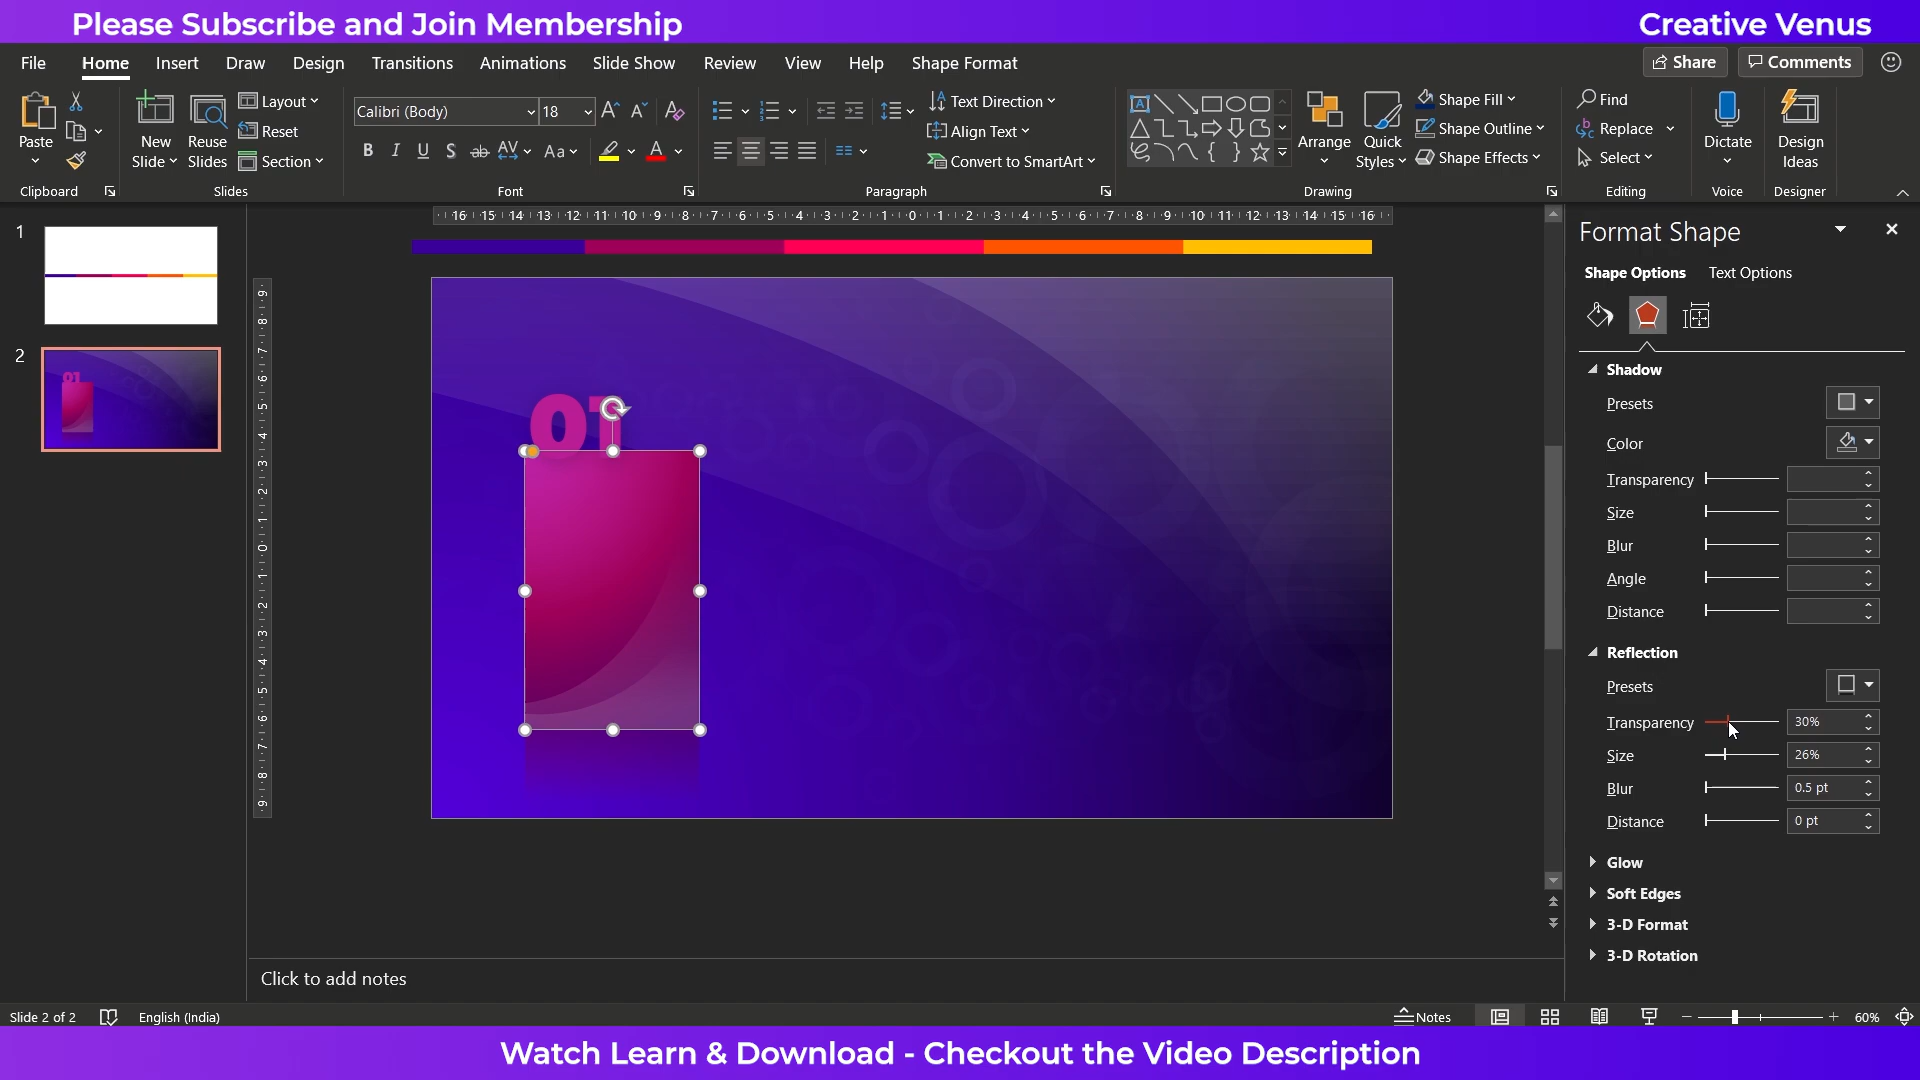 Please Subscribe and Join Membership
Creative Venus
File Home Insert Draw Design Transitions Animations Slide Show Review View Help Shape Format
Share Comments
Paste
New Slide
Reuse Slides
Layout
Reset
Section
Calibri (Body) 18
Text Direction
Align Text
Convert to SmartArt
Arrange
Quick Styles
Shape Fill
Shape Outline
Shape Effects
Find
Replace
Select
Dictate
Design Ideas
Clipboard Slides Font Paragraph Drawing Editing Voice Designer
1
2
01
Format Shape
Shape Options Text Options
Shadow
Presets
Color
Transparency
Size
Blur
Angle
Distance
Reflection
Presets
Transparency 30%
Size 26%
Blur 0.5 pt
Distance 0 pt
Glow
Soft Edges
3-D Format
3-D Rotation
Click to add notes
Slide 2 of 2 English (India) Notes 60%
Watch Learn & Download - Checkout the Video Description